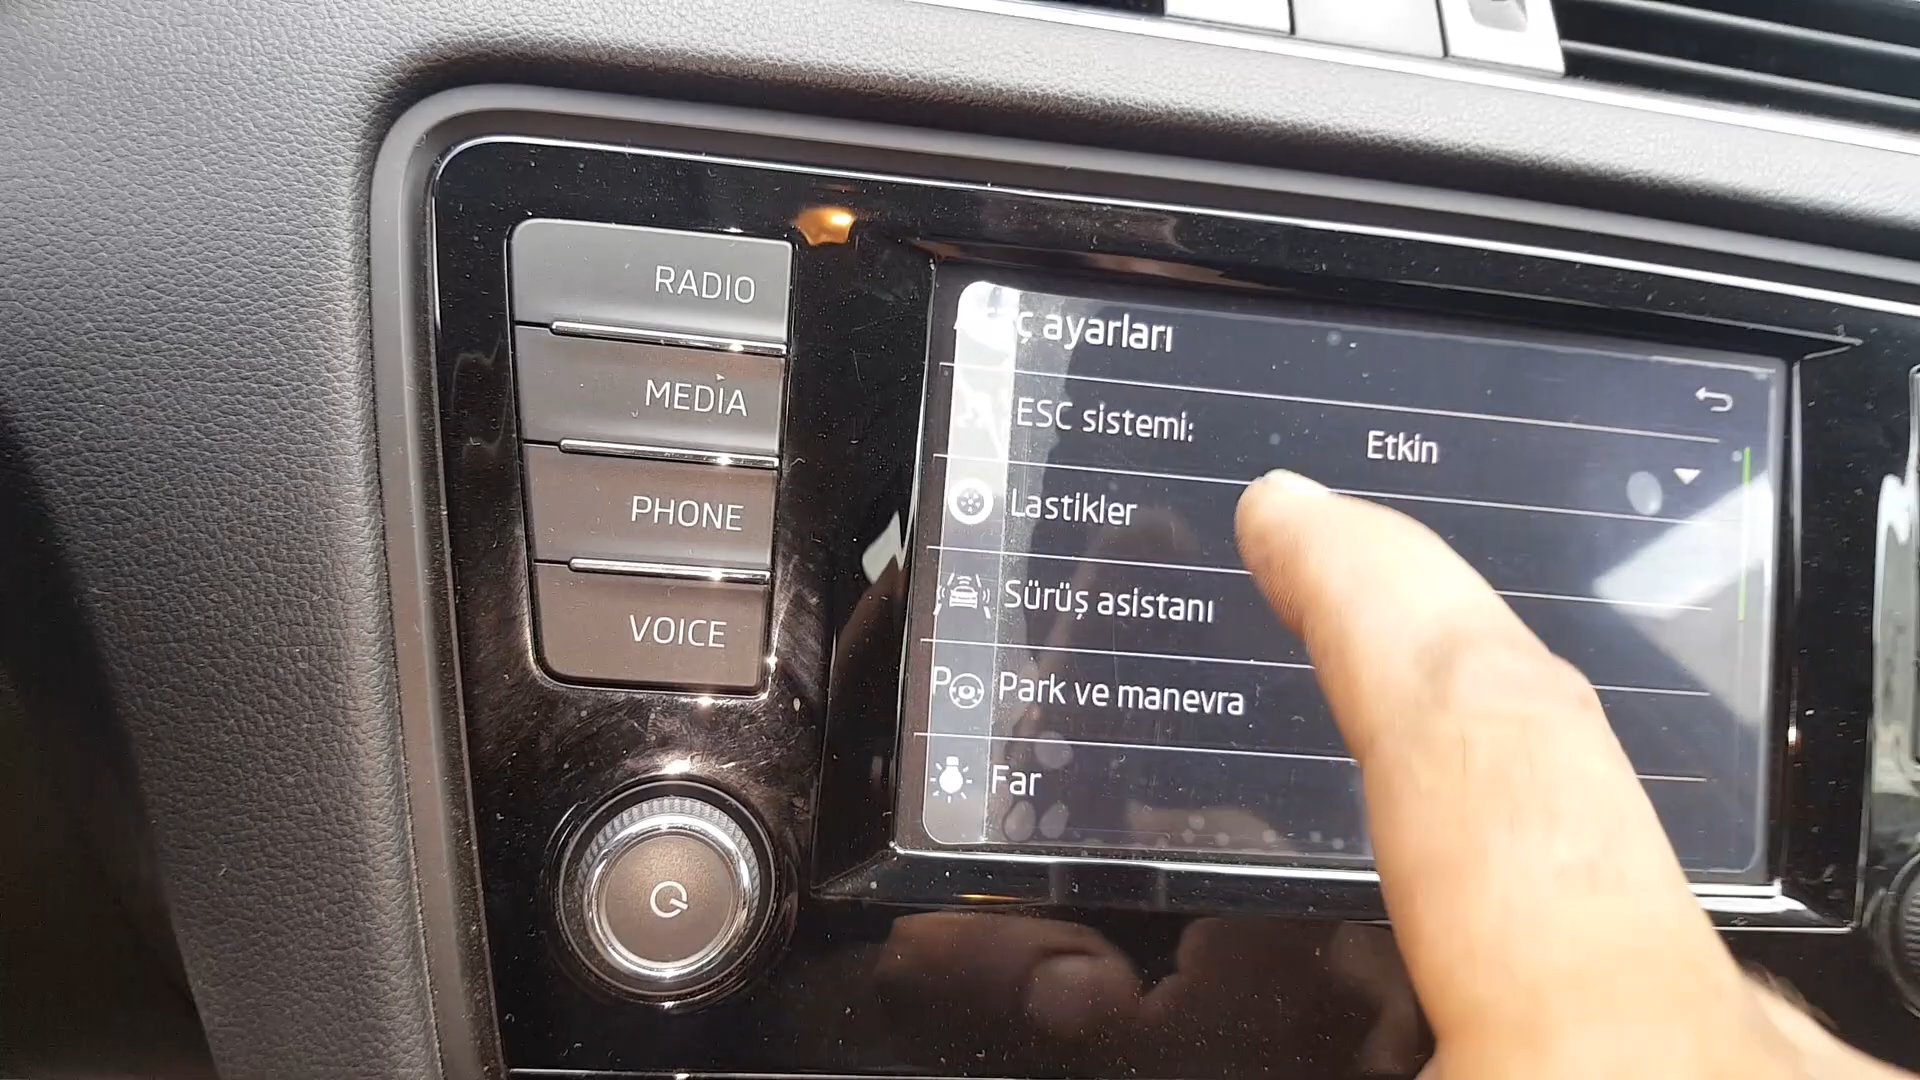 RADIO
MEDIA
PHONE
VOICE
ayarları
ESC sistemi: Etkin
Lastikler
Sürüş asistanı
P Park ve manevra
Far